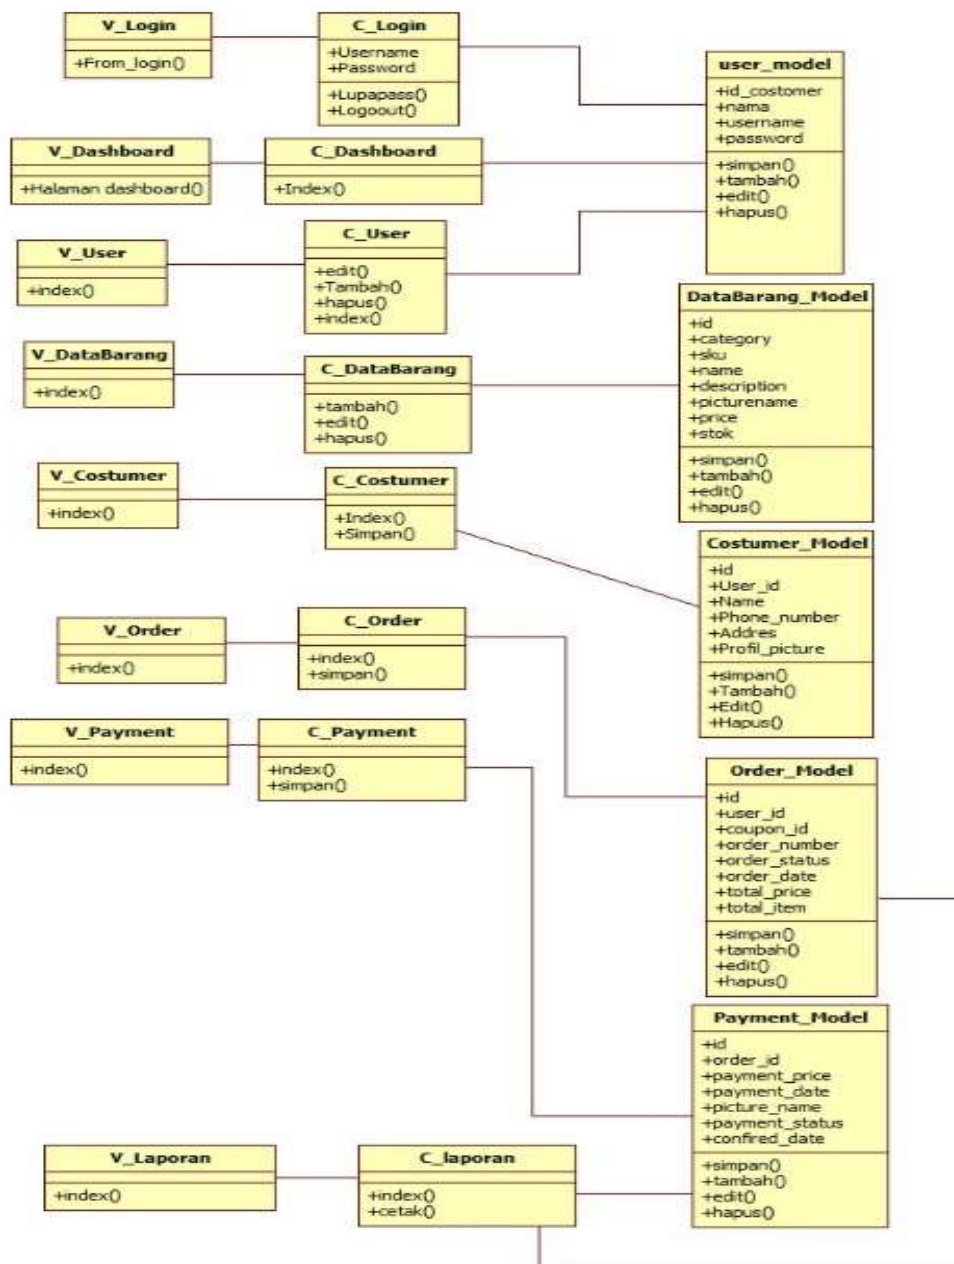 V_Login
+From_login()
C_Login
+Username
+Password
+Lupapass()
+Logoout()
user_model
+id_costomer
+nama
+username
+password
+simpan()
+tambah()
+edit()
+hapus()
V_Dashboard
+Halaman dashboard()
C_Dashboard
+Index()
V_User
+index()
C_User
+edit()
+Tambah()
+hapus()
+index()
DataBarang_Model
+id
+category
+sku
+name
+description
+picturename
+price
+stok
+simpan()
+tambah()
+edit()
+hapus()
V_DataBarang
+index()
C_DataBarang
+tambah()
+edit()
+hapus()
V_Costumer
+index()
C_Costumer
+Index()
+Simpan()
Costumer_Model
+id
+User_id
+Name
+Phone_number
+Addres
+Profil_picture
+simpan()
+Tambah()
+Edit()
+Hapus()
V_Order
+index()
C_Order
+index()
+simpan()
V_Payment
+index()
C_Payment
+index()
+simpan()
Order_Model
+id
+user_id
+coupon_id
+order_number
+order_status
+order_date
+total_price
+total_item
+simpan()
+tambah()
+edit()
+hapus()
Payment_Model
+id
+order_id
+payment_price
+payment_date
+picture_name
+payment_status
+confired_date
+simpan()
+tambah()
+edit()
+hapus()
V_Laporan
+index()
C_laporan
+index()
+cetak()